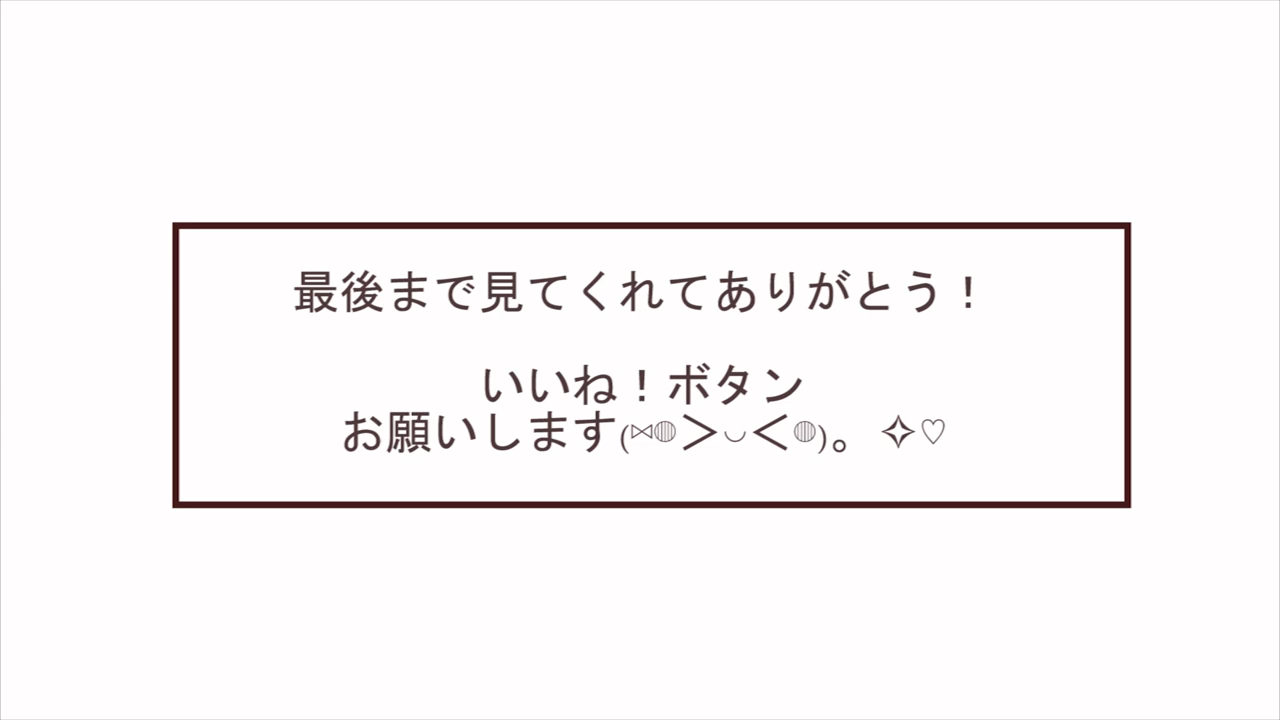 最後まで見てくれてありがとう！
いいね！ボタン
お願いします(⋈◍＞◡＜◍)。✧♡